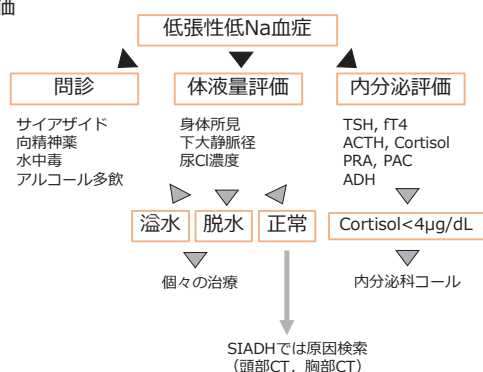 価
低張性低Na血症
問診
体液量評価
内分泌評価
サイアザイド
向精神薬
水中毒
アルコール多飲
身体所見
下大静脈径
尿Cl濃度
TSH, fT4
ACTH, Cortisol
PRA, PAC
ADH
溢水
脱水
正常
Cortisol<4μg/dL
個々の治療
内分泌科コール
SIADHでは原因検索
（頭部CT，胸部CT）